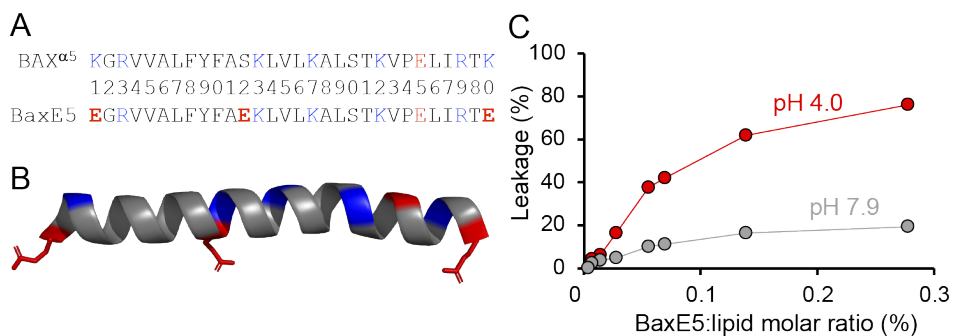 A
BAXα5 KGRVVALFYFASKLVLKALSTKVPELIRTK
123456789012345678901234567890
BaxE5 EGRVVALFYFAEKLVLKALSTKVPELIRTE
B
C
100
80
60
40
20
0
Leakage (%)
pH 4.0
pH 7.9
0 0.1 0.2 0.3
BaxE5:lipid molar ratio (%)